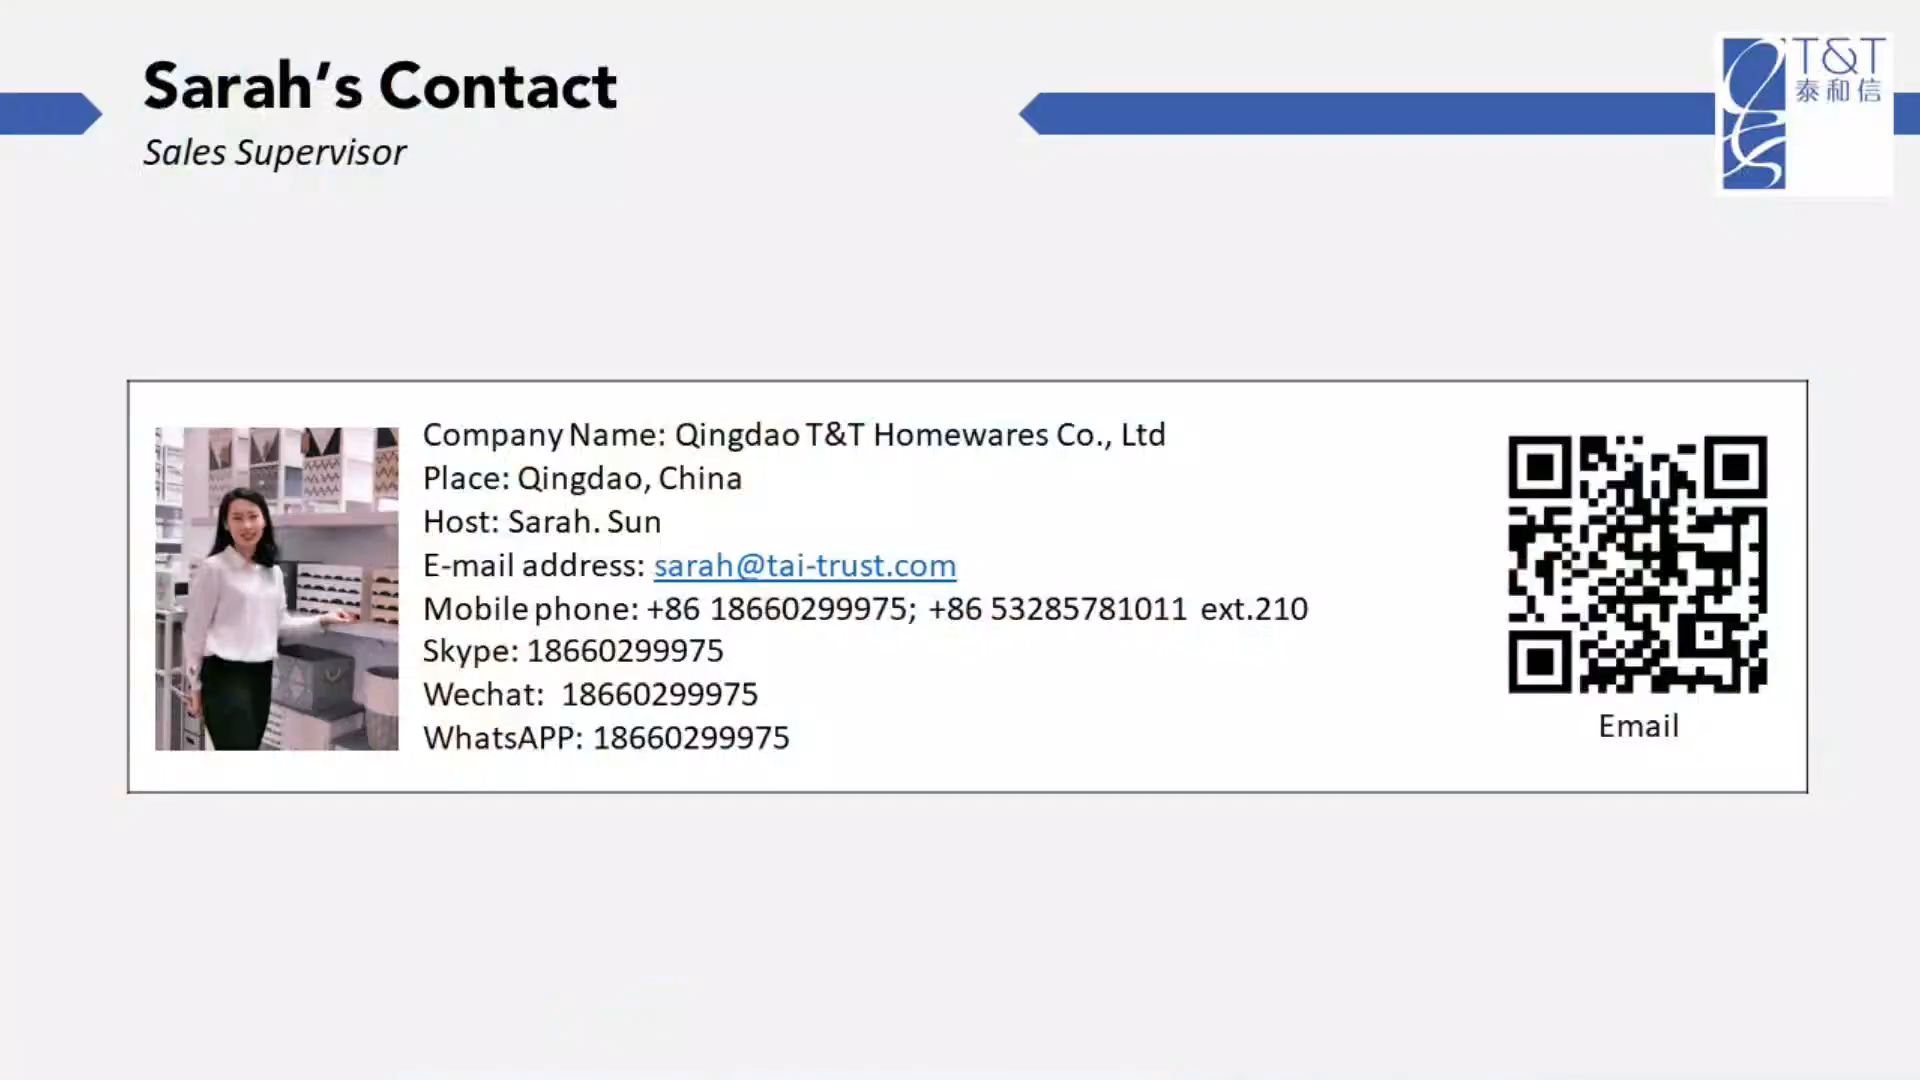 Sarah’s Contact
Sales Supervisor
T&T
泰和信
Company Name: Qingdao T&T Homewares Co., Ltd
Place: Qingdao, China
Host: Sarah. Sun
E-mail address: sarah@tai-trust.com
Mobile phone: +86 18660299975; +86 53285781011 ext.210
Skype: 18660299975
Wechat: 18660299975
WhatsAPP: 18660299975
Email